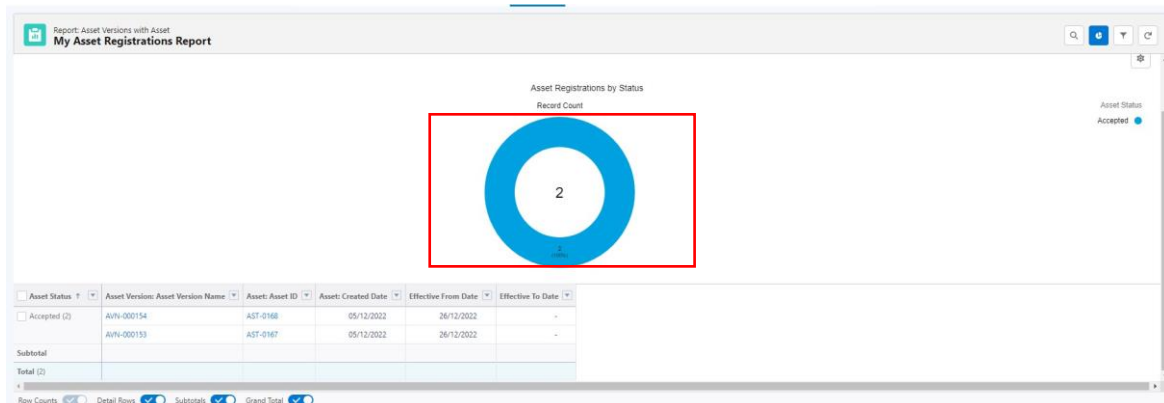 Report: Asset Versions with Asset
My Asset Registrations Report
Asset Registrations by Status
Record Count
Asset Status
Accepted
2
2
(100%)
Asset Status ↑ Asset Version: Asset Version Name Asset: Asset ID Asset: Created Date Effective From Date Effective To Date
Accepted (2) AVN-000154 AST-0168 05/12/2022 26/12/2022 -
AVN-000153 AST-0167 05/12/2022 26/12/2022 -
Subtotal
Total (2)
Row Counts Detail Rows Subtotals Grand Total